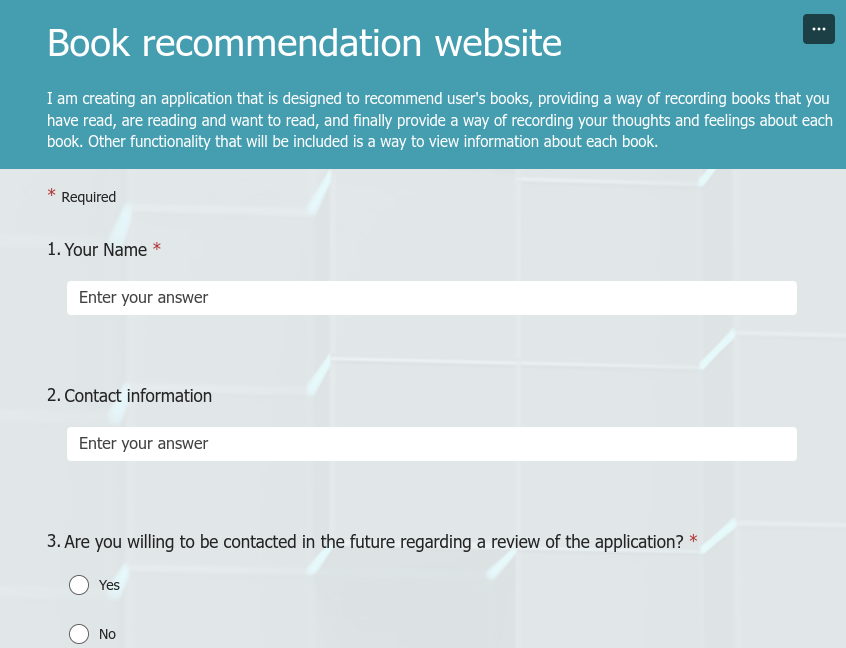 Book recommendation website
...
I am creating an application that is designed to recommend user's books, providing a way of recording books that you
have read, are reading and want to read, and finally provide a way of recording your thoughts and feelings about each
book. Other functionality that will be included is a way to view information about each book.
* Required
1. Your Name *
Enter your answer
2. Contact information
Enter your answer
3. Are you willing to be contacted in the future regarding a review of the application? *
Yes
No